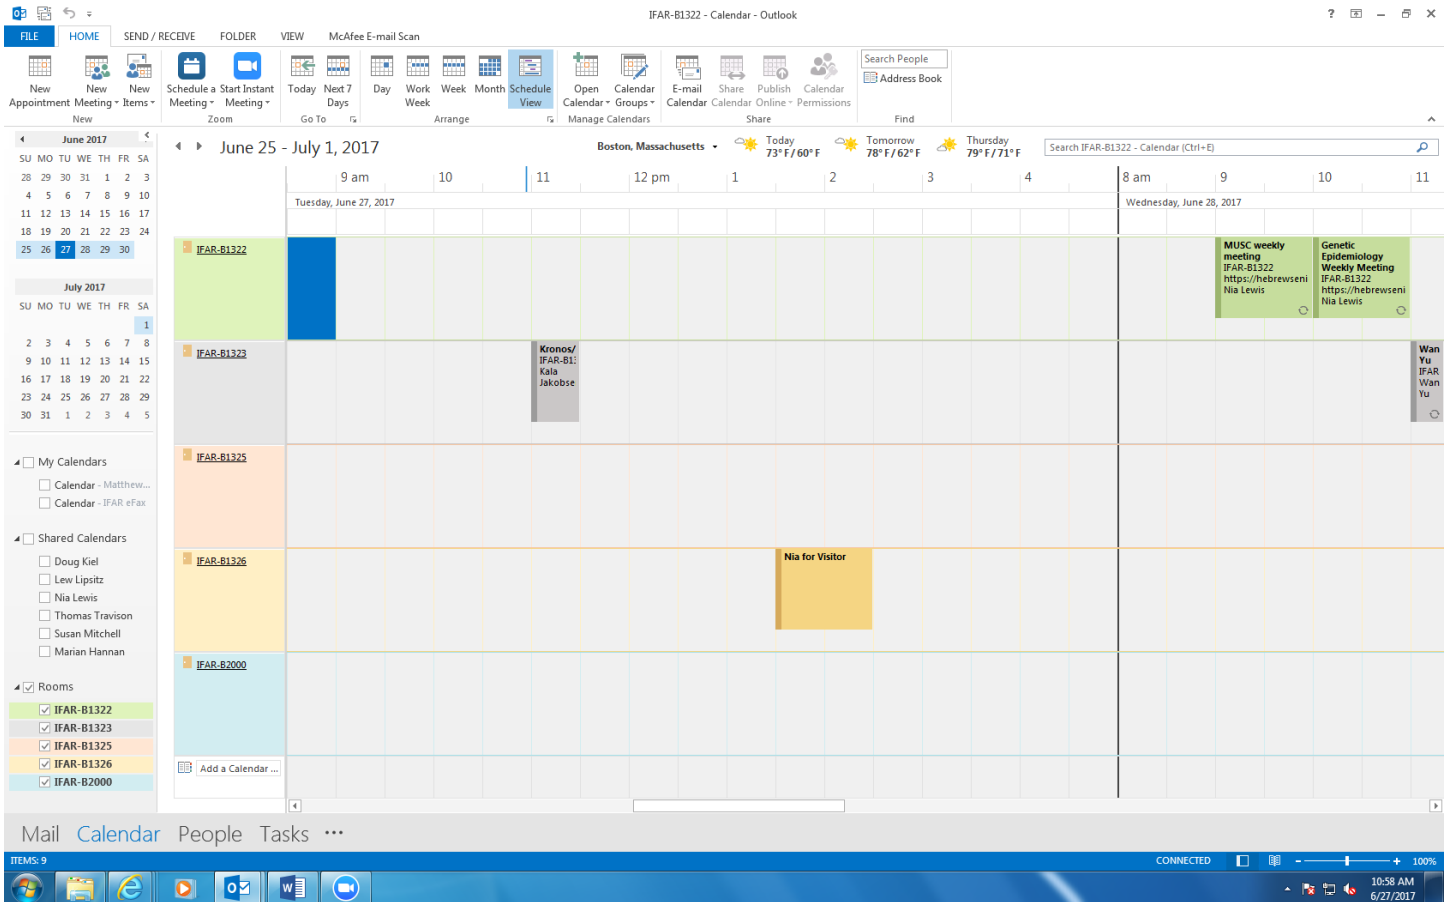 IFAR-B1322 - Calendar - Outlook
FILE HOME SEND / RECEIVE FOLDER VIEW McAfee E-mail Scan
New Appointment
New Meeting
New Items
New
Schedule a Meeting
Start Instant Meeting
Zoom
Today
Next 7 Days
Go To
Day
Work Week
Week
Month
Schedule View
Arrange
Open Calendar
Calendar Groups
Manage Calendars
E-mail Calendar
Share Calendar
Publish Online
Calendar Permissions
Share
Search People
Address Book
Find
June 2017
SU MO TU WE TH FR SA
28 29 30 31 1 2 3
4 5 6 7 8 9 10
11 12 13 14 15 16 17
18 19 20 21 22 23 24
25 26 27 28 29 30
July 2017
SU MO TU WE TH FR SA
1
2 3 4 5 6 7 8
9 10 11 12 13 14 15
16 17 18 19 20 21 22
23 24 25 26 27 28 29
30 31 1 2 3 4 5
My Calendars
Calendar - Matthew...
Calendar - IFAR eFax
Shared Calendars
Doug Kiel
Lew Lipsitz
Nia Lewis
Thomas Travison
Susan Mitchell
Marian Hannan
Rooms
IFAR-B1322
IFAR-B1323
IFAR-B1325
IFAR-B1326
IFAR-B2000
June 25 - July 1, 2017
Boston, Massachusetts
Today
73° F / 60° F
Tomorrow
78° F / 62° F
Thursday
79° F / 71° F
Search IFAR-B1322 - Calendar (Ctrl+E)
9 am 10 11 12 pm 1 2 3 4 8 am 9 10 11
Tuesday, June 27, 2017
Wednesday, June 28, 2017
IFAR-B1322
MUSC weekly
meeting
IFAR-B1322
https://hebrewseni
Nia Lewis
Genetic
Epidemiology
Weekly Meeting
IFAR-B1322
https://hebrewseni
Nia Lewis
IFAR-B1323
Kronos/
IFAR-B13
Kala
Jakobse
Wan
Yu
IFAR
Wan
Yu
IFAR-B1325
IFAR-B1326
Nia for Visitor
IFAR-B2000
Add a Calendar ...
Mail Calendar People Tasks ···
ITEMS: 9
CONNECTED
100%
10:58 AM
6/27/2017